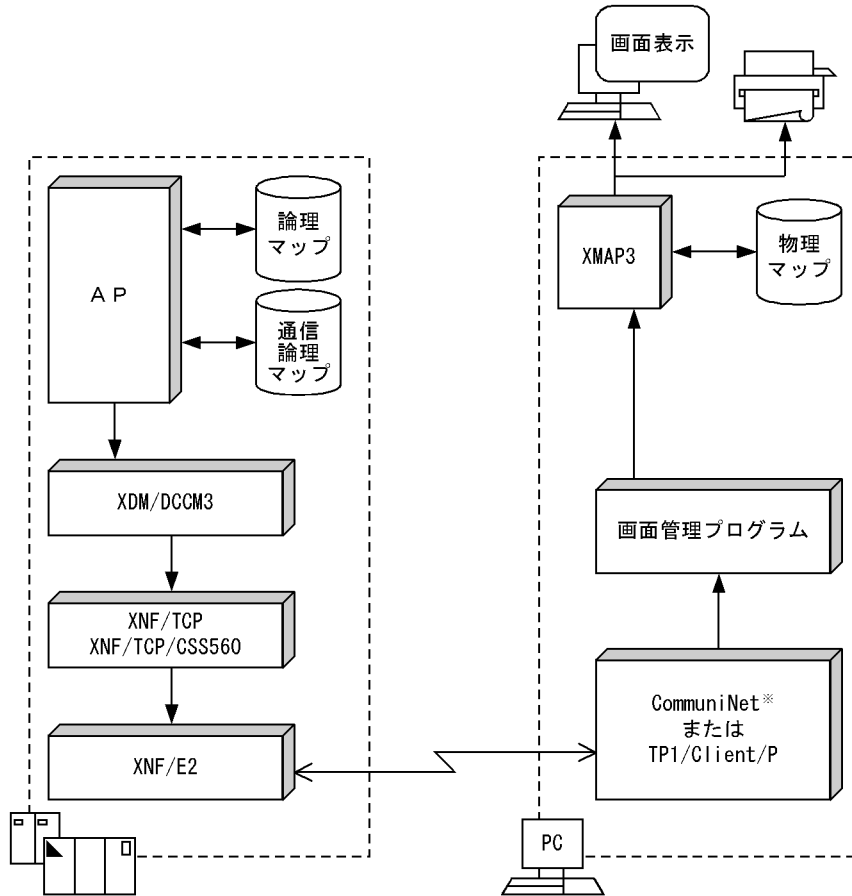 画面表示
AP
論理
マップ
通信
論理
マップ
XDM/DCCM3
XNF/TCP
XNF/TCP/CSS560
XNF/E2
XMAP3
物理
マップ
画面管理プログラム
CommuniNet※
または
TP1/Client/P
PC